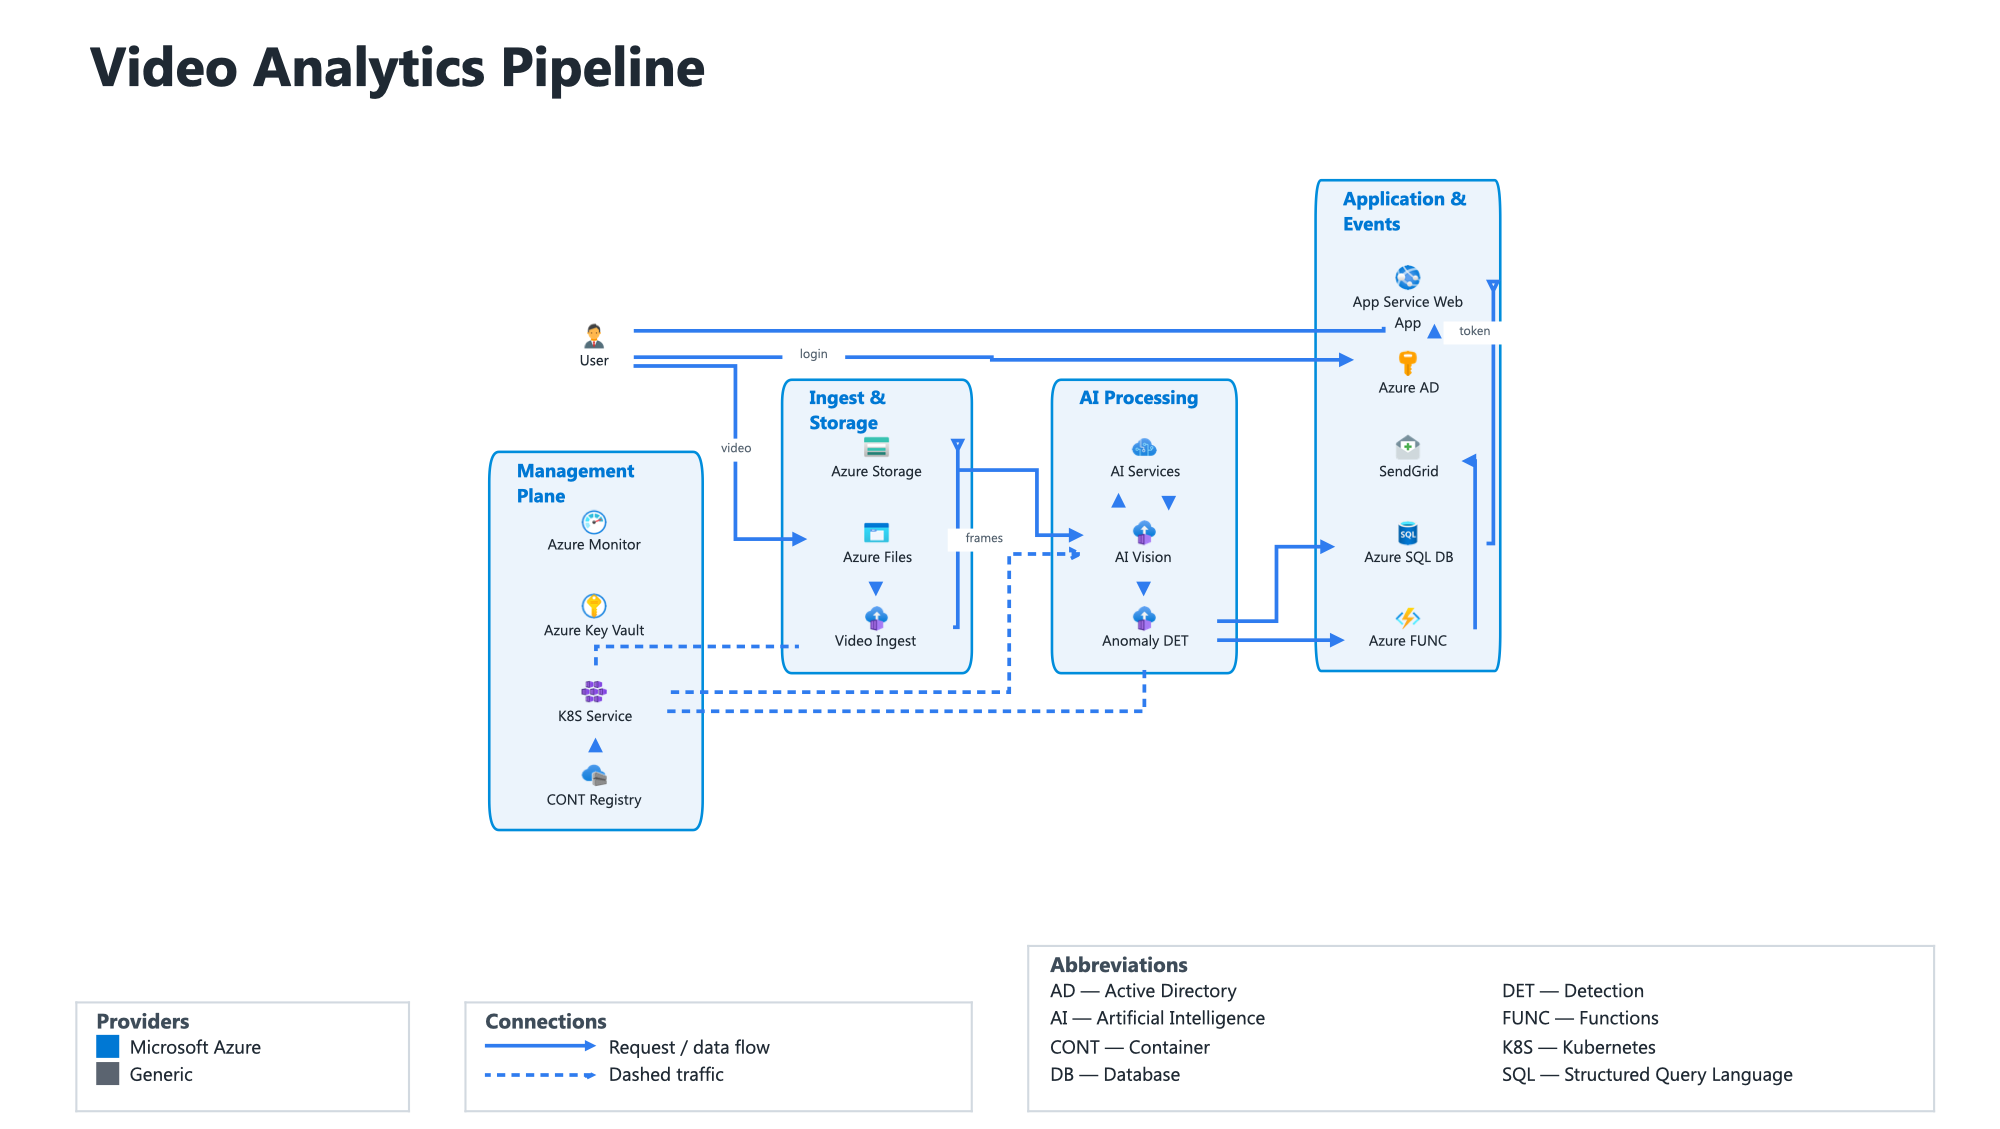 Video Analytics Pipeline
Application &
Events
App Service Web
App
token
User
login
Azure AD
Ingest &
Storage
AI Processing
video
Azure Storage
AI Services
SendGrid
Management
Plane
Azure Monitor
frames
Azure Files
AI Vision
Azure SQL DB
SQL
Azure Key Vault
Video Ingest
Anomaly DET
Azure FUNC
K8S Service
CONT Registry
Providers
Microsoft Azure
Generic
Connections
Request / data flow
Dashed traffic
Abbreviations
AD — Active Directory
AI — Artificial Intelligence
CONT — Container
DB — Database
DET — Detection
FUNC — Functions
K8S — Kubernetes
SQL — Structured Query Language